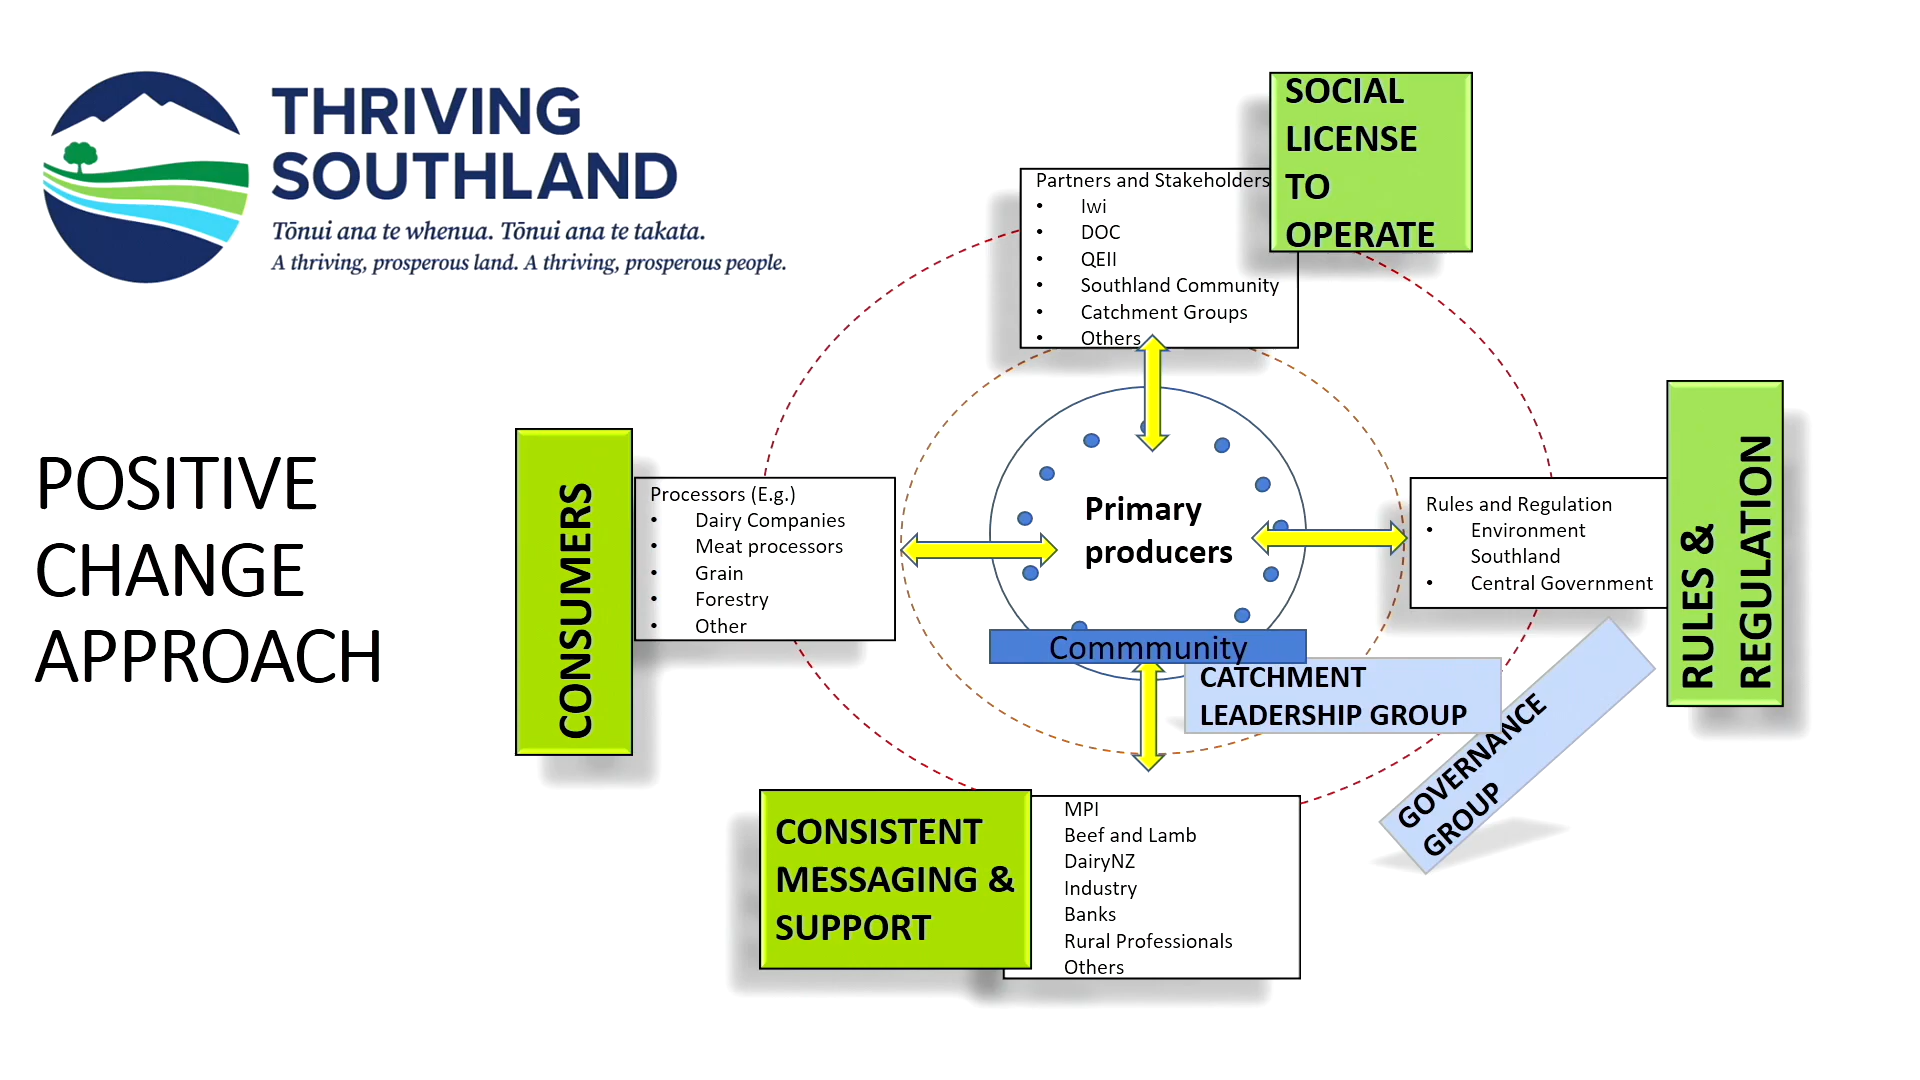 THRIVING
SOUTHLAND
Tōnui ana te whenua. Tōnui ana te takata.
A thriving, prosperous land. A thriving, prosperous people.
POSITIVE
CHANGE
APPROACH
SOCIAL
LICENSE
TO
OPERATE
Partners and Stakeholders
• Iwi
• DOC
• QEII
• Southland Community
• Catchment Groups
• Others
CONSUMERS
Processors (E.g.)
• Dairy Companies
• Meat processors
• Grain
• Forestry
• Other
Primary
producers
Commmunity
Rules and Regulation
• Environment
Southland
• Central Government
RULES &
REGULATION
CATCHMENT
LEADERSHIP GROUP
GOVERNANCE
GROUP
CONSISTENT
MESSAGING &
SUPPORT
MPI
Beef and Lamb
DairyNZ
Industry
Banks
Rural Professionals
Others